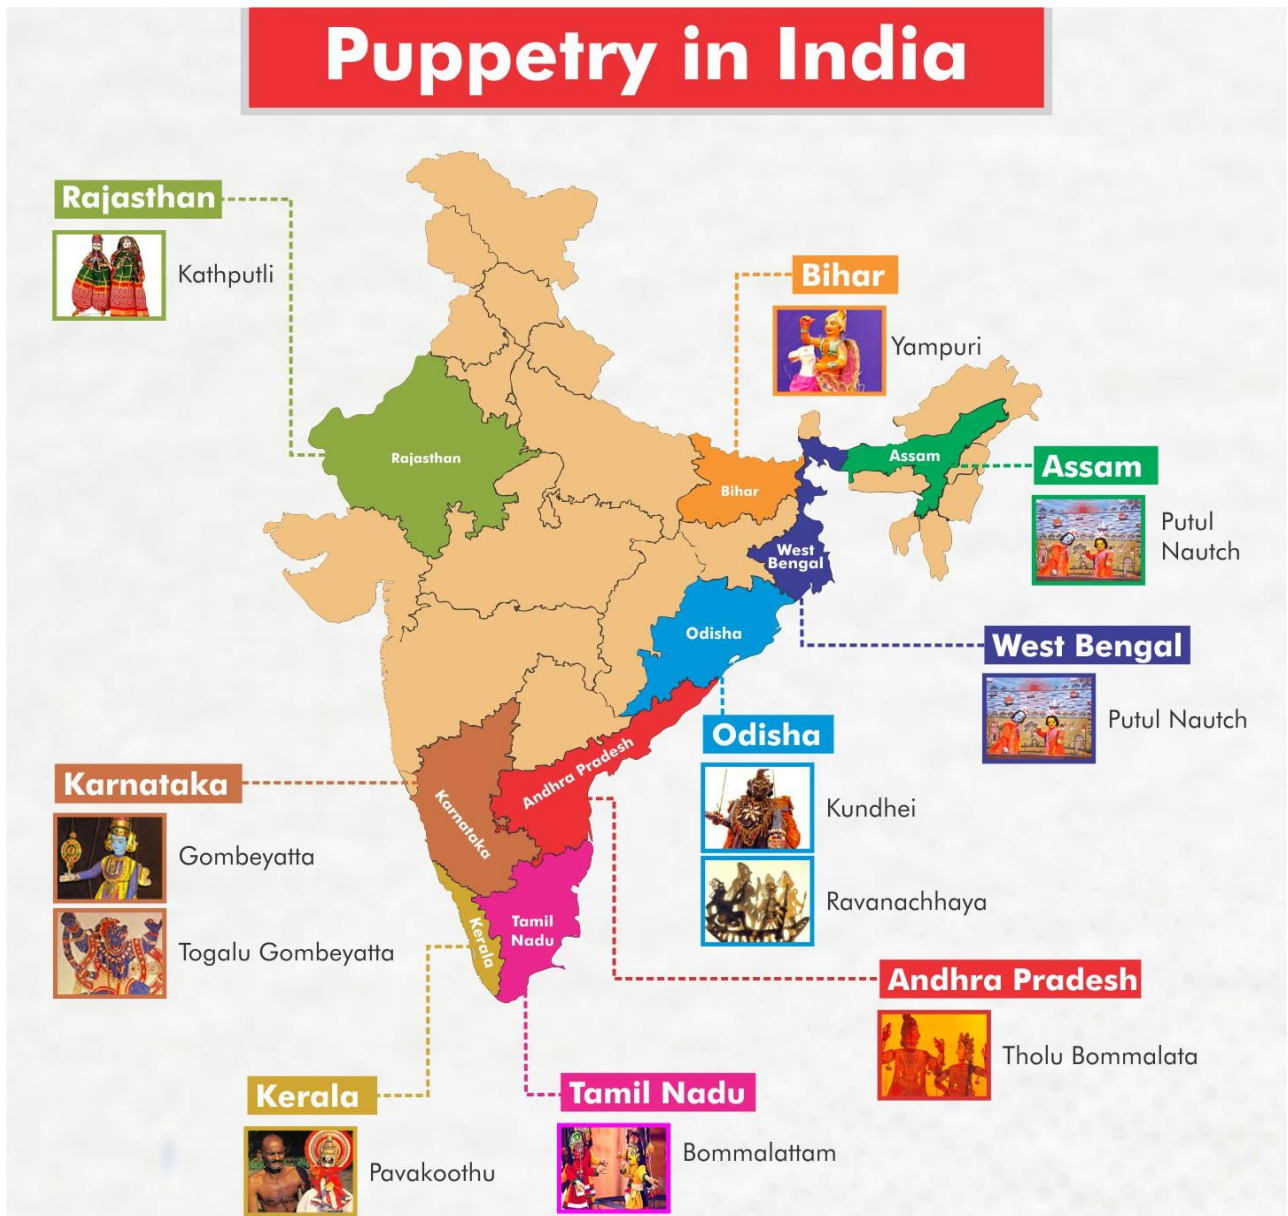 Puppetry in India
Rajasthan
Kathputli
Bihar
Yampuri
Rajasthan
Bihar
Assam
West
Bengal
Odisha
Andhra Pradesh
Karnataka
Kerala
Tamil
Nadu
Assam
Putul
Nautch
West Bengal
Putul Nautch
Odisha
Kundhei
Ravanachhaya
Karnataka
Gombeyatta
Togalu Gombeyatta
Andhra Pradesh
Tholu Bommalata
Kerala
Pavakoothu
Tamil Nadu
Bommalattam